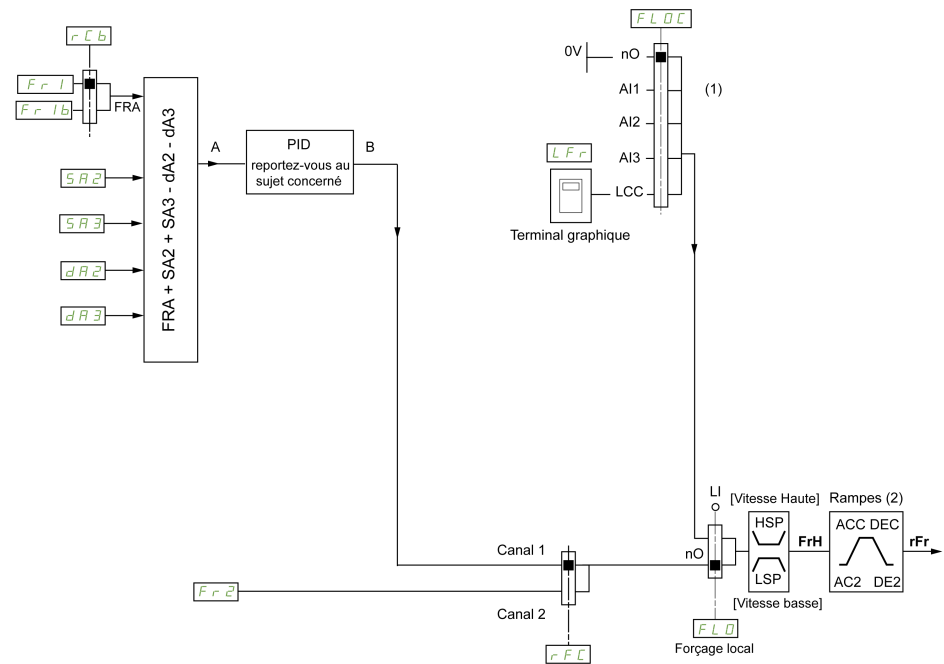 rCb
Fr1
Fr1b
FRA
SA2
SA3
dA2
dA3
FRA + SA2 + SA3 - dA2 - dA3
A
PID
reportez-vous au
sujet concerné
B
FLOC
0V
nO
AI1
(1)
AI2
AI3
LFr
LCC
Terminal graphique
Canal 1
Fr2
Canal 2
rFC
LI
nO
FLO
Forçage local
[Vitesse Haute]
HSP
LSP
[Vitesse basse]
FrH
Rampes (2)
ACC DEC
AC2 DE2
rFr